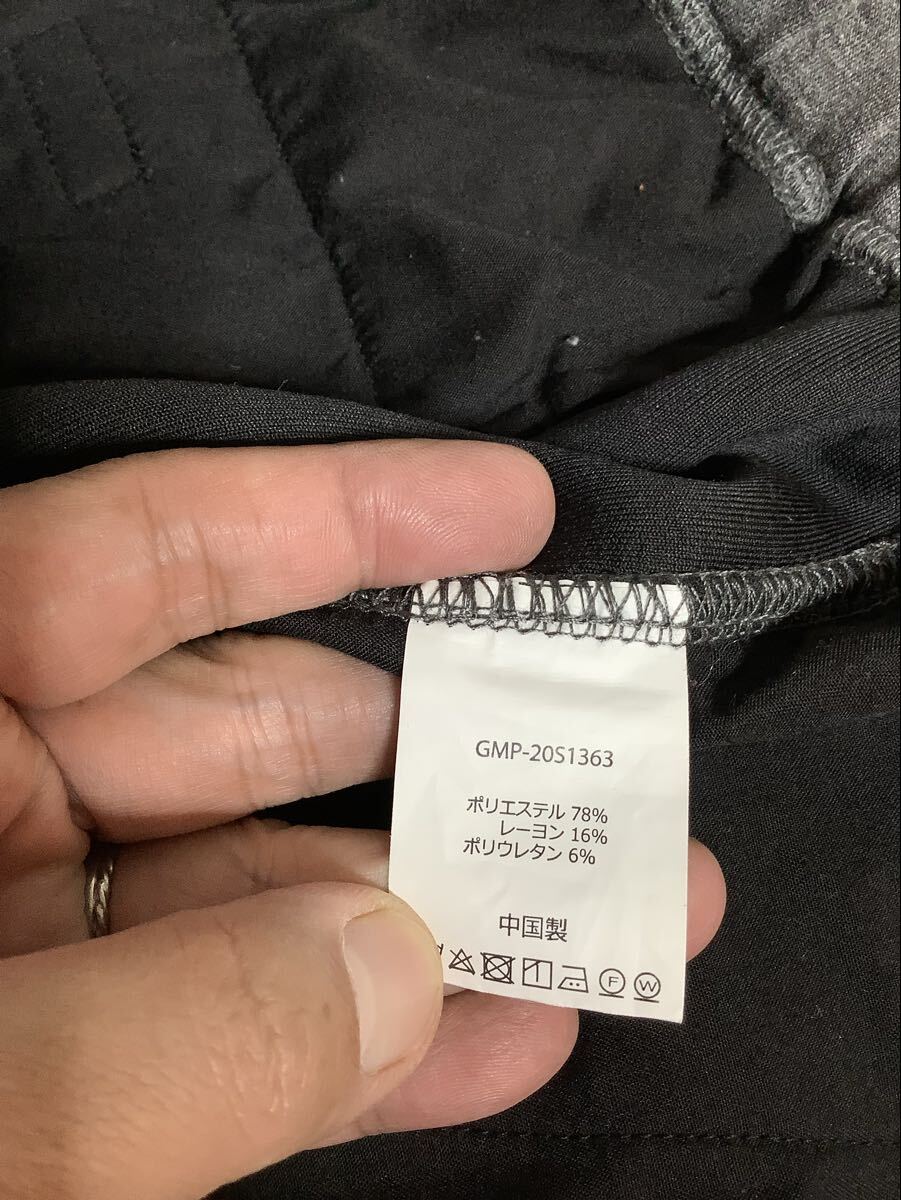 GMP-20S1363
ポリエステル 78%
レーヨン 16%
ポリウレタン 6%
中国製
F W